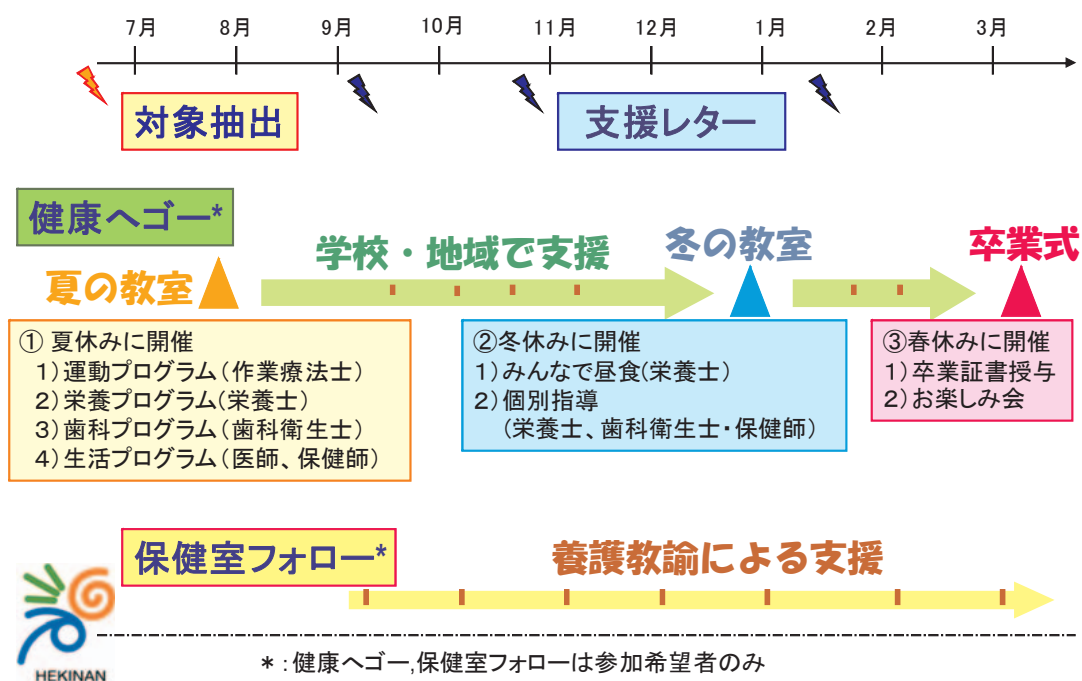 7月 8月 9月 10月 11月 12月 1月 2月 3月
対象抽出
支援レター
健康へゴー*
夏の教室
学校・地域で支援
冬の教室
卒業式
① 夏休みに開催
1)運動プログラム(作業療法士)
2)栄養プログラム(栄養士)
3)歯科プログラム(歯科衛生士)
4)生活プログラム(医師、保健師)
②冬休みに開催
1)みんなで昼食(栄養士)
2)個別指導
(栄養士、歯科衛生士・保健師)
③春休みに開催
1)卒業証書授与
2)お楽しみ会
保健室フォロー*
養護教諭による支援
HEKINAN
*:健康へゴー,保健室フォローは参加希望者のみ